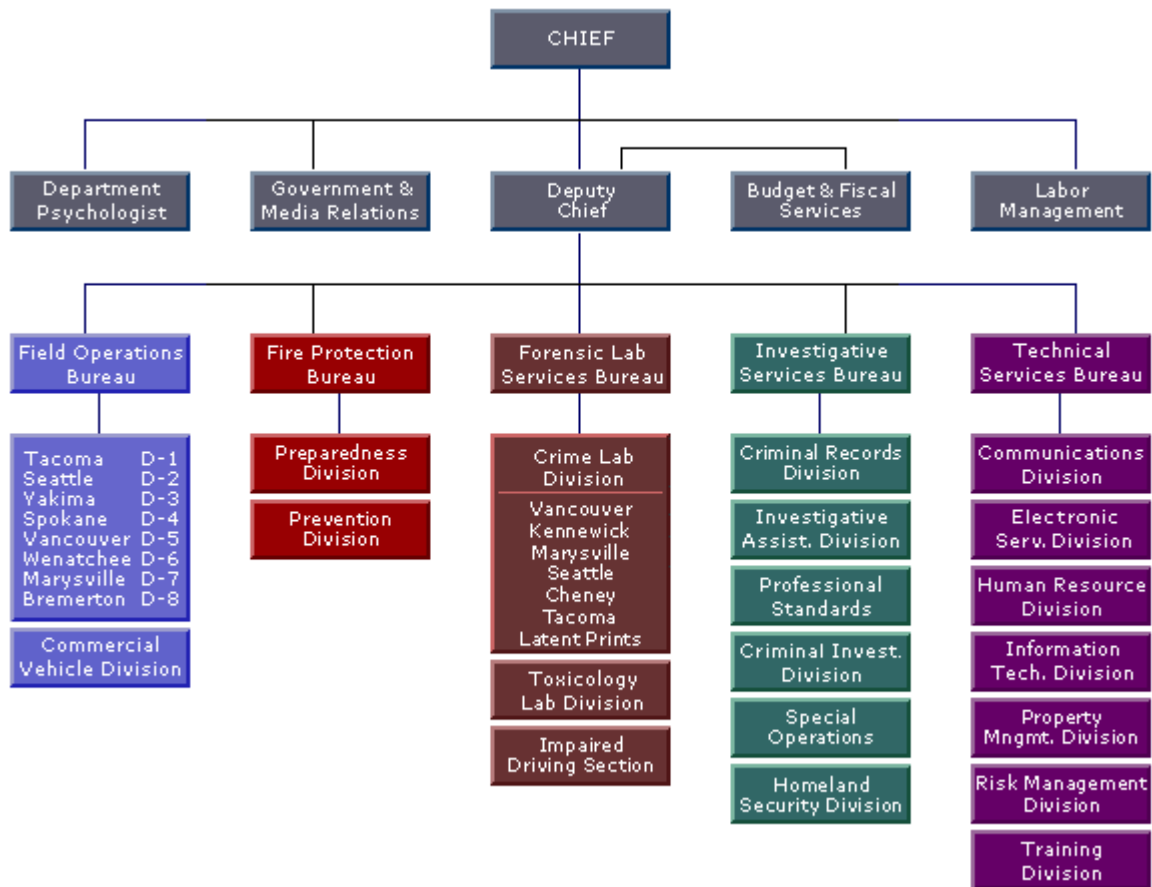 CHIEF
Department
Psychologist
Government &
Media Relations
Deputy
Chief
Budget & Fiscal
Services
Labor
Management
Field Operations
Bureau
Fire Protection
Bureau
Forensic Lab
Services Bureau
Investigative
Services Bureau
Technical
Services Bureau
Tacoma D-1
Seattle D-2
Yakima D-3
Spokane D-4
Vancouver D-5
Wenatchee D-6
Marysville D-7
Bremerton D-8
Commercial
Vehicle Division
Preparedness
Division
Prevention
Division
Crime Lab
Division
Vancouver
Kennewick
Marysville
Seattle
Cheney
Tacoma
Latent Prints
Toxicology
Lab Division
Impaired
Driving Section
Criminal Records
Division
Investigative
Assist. Division
Professional
Standards
Criminal Invest.
Division
Special
Operations
Homeland
Security Division
Communications
Division
Electronic
Serv. Division
Human Resource
Division
Information
Tech. Division
Property
Mngmt. Division
Risk Management
Division
Training
Division